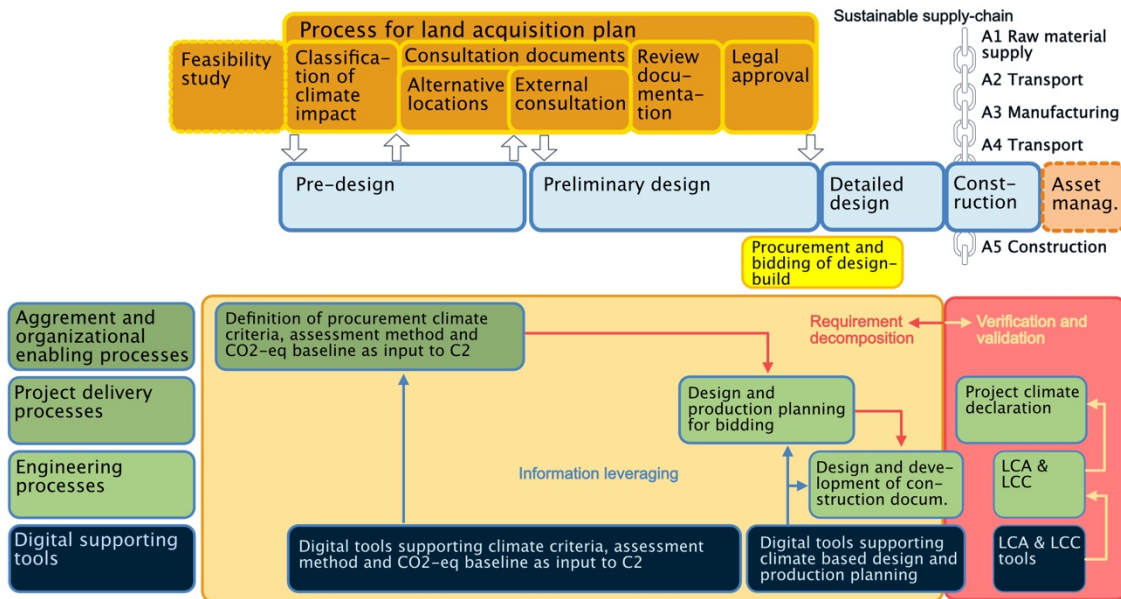 Process for land acquisition plan
Feasibility
study
Classifica-
tion of
climate
impact
Consultation documents
Alternative
locations
External
consultation
Review
docu-
menta-
tion
Legal
approval
Sustainable supply-chain
A1 Raw material
supply
A2 Transport
A3 Manufacturing
A4 Transport
Pre-design
Preliminary design
Detailed
design
Const-
ruction
Asset
manag.
Procurement and
bidding of design-
build
A5 Construction
Aggrement and
organizational
enabling processes
Definition of procurement climate
criteria, assessment method and
CO2-eq baseline as input to C2
Requirement
decomposition
Verification and
validation
Project delivery
processes
Design and
production planning
for bidding
Project climate
declaration
Engineering
processes
Information leveraging
Design and deve-
lopment of con-
struction docum.
LCA &
LCC
Digital supporting
tools
Digital tools supporting climate criteria, assessment
method and CO2-eq baseline as input to C2
Digital tools supporting
climate based design and
production planning
LCA & LCC
tools